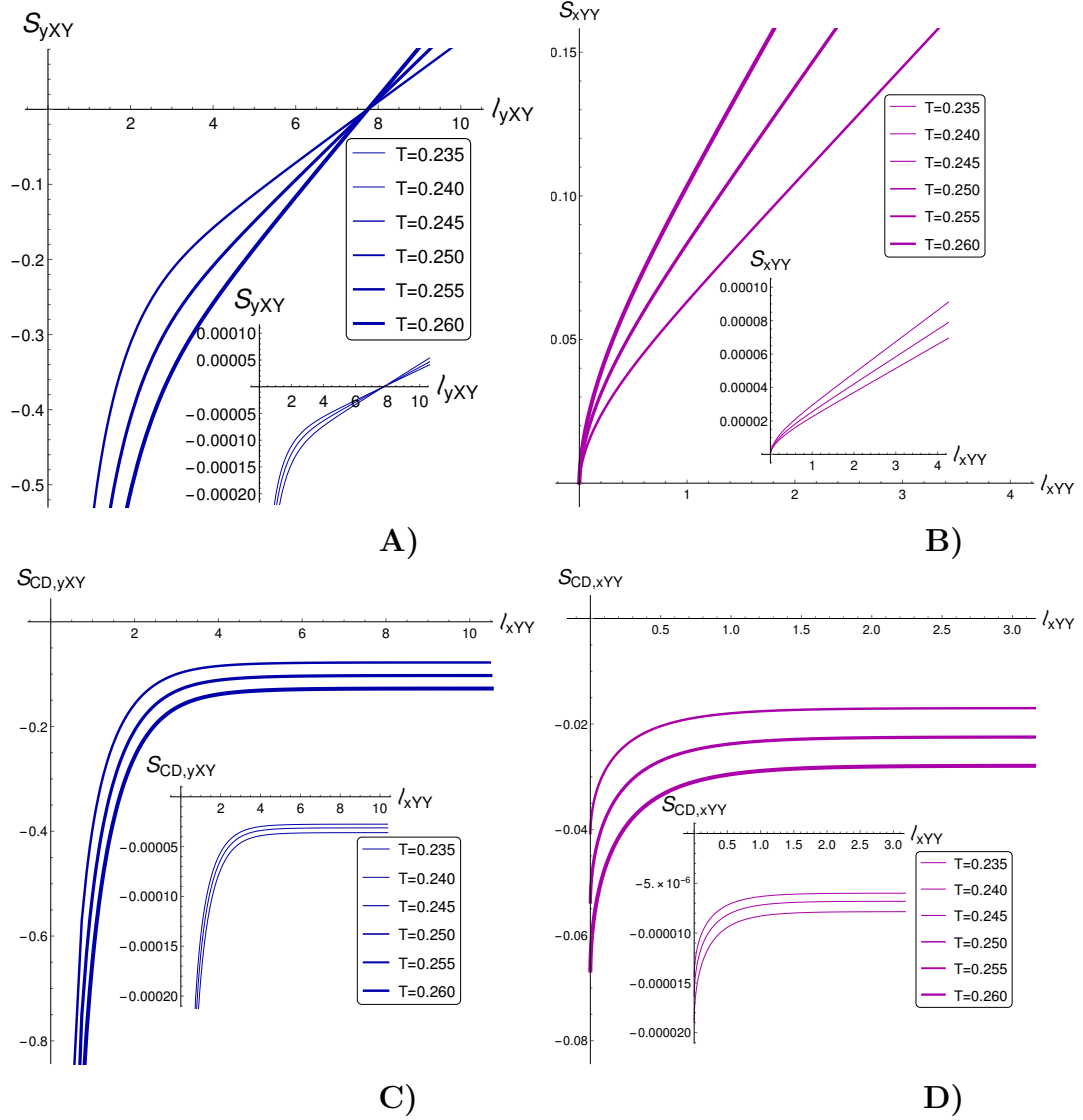 S_yXY
2 4 6 8 10
l_yXY
-0.1
-0.2
-0.3
-0.4
-0.5
T=0.235
T=0.240
T=0.245
T=0.250
T=0.255
T=0.260
S_yXY
0.00010
0.00005
-0.00005
-0.00010
-0.00015
-0.00020
2 4 6 8 10
l_yXY
A)
S_xYY
0.15
0.10
0.05
1 2 3 4
l_xYY
T=0.235
T=0.240
T=0.245
T=0.250
T=0.255
T=0.260
S_xYY
0.00010
0.00008
0.00006
0.00004
0.00002
1 2 3 4
l_xYY
B)
S_CD,yXY
2 4 6 8 10
l_xYY
-0.2
-0.4
-0.6
-0.8
S_CD,yXY
2 4 6 8 10
l_xYY
-0.00005
-0.00010
-0.00015
-0.00020
T=0.235
T=0.240
T=0.245
T=0.250
T=0.255
T=0.260
C)
S_CD,xYY
0.5 1.0 1.5 2.0 2.5 3.0
l_xYY
-0.02
-0.04
-0.06
-0.08
S_CD,xYY
0.5 1.0 1.5 2.0 2.5 3.0
l_xYY
-5.×10⁻⁶
-0.000010
-0.000015
-0.000020
T=0.235
T=0.240
T=0.245
T=0.250
T=0.255
T=0.260
D)